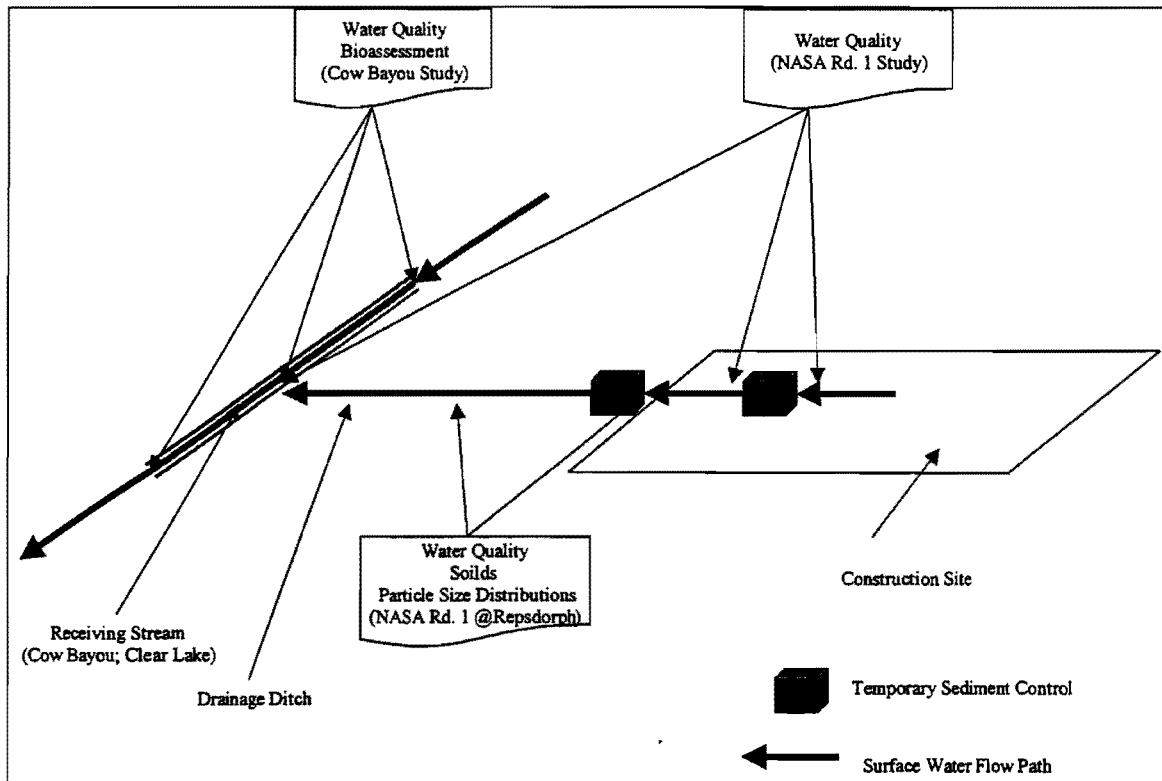 Water Quality
Bioassessment
(Cow Bayou Study)
Water Quality
(NASA Rd. 1 Study)
Water Quality
Soilds
Particle Size Distributions
(NASA Rd. 1 @Repsdorph)
Construction Site
Receiving Stream
(Cow Bayou; Clear Lake)
Drainage Ditch
Temporary Sediment Control
Surface Water Flow Path